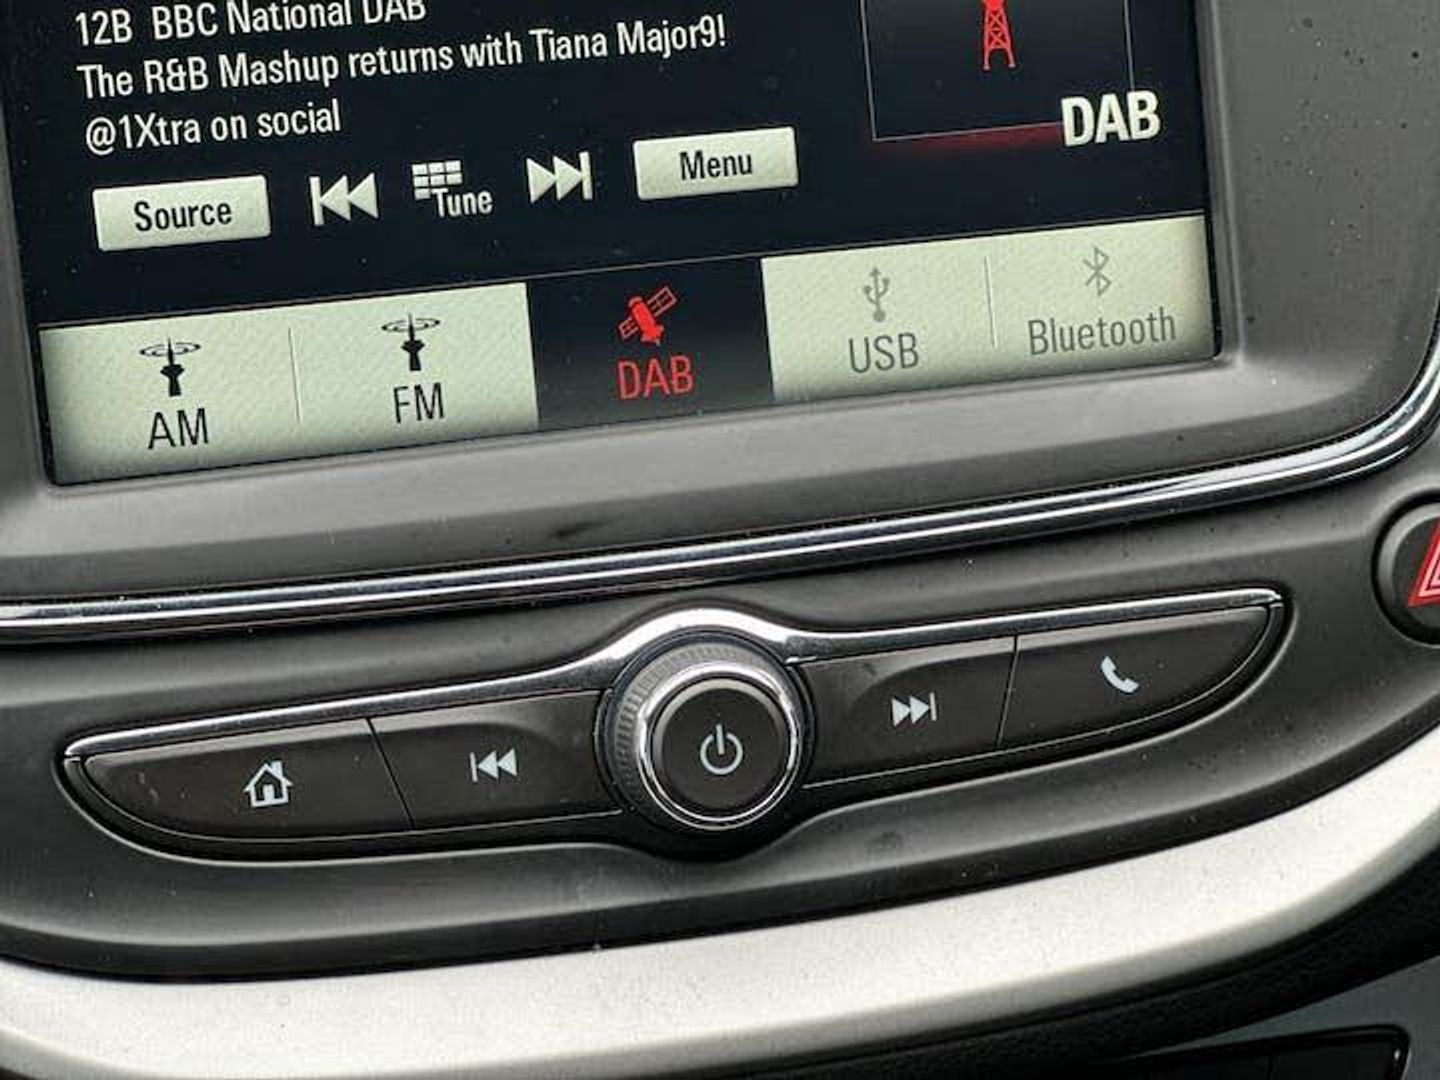 12B BBC National DAB
The R&B Mashup returns with Tiana Major9!
@1Xtra on social
DAB
Source
Tune
Menu
AM
FM
DAB
USB
Bluetooth